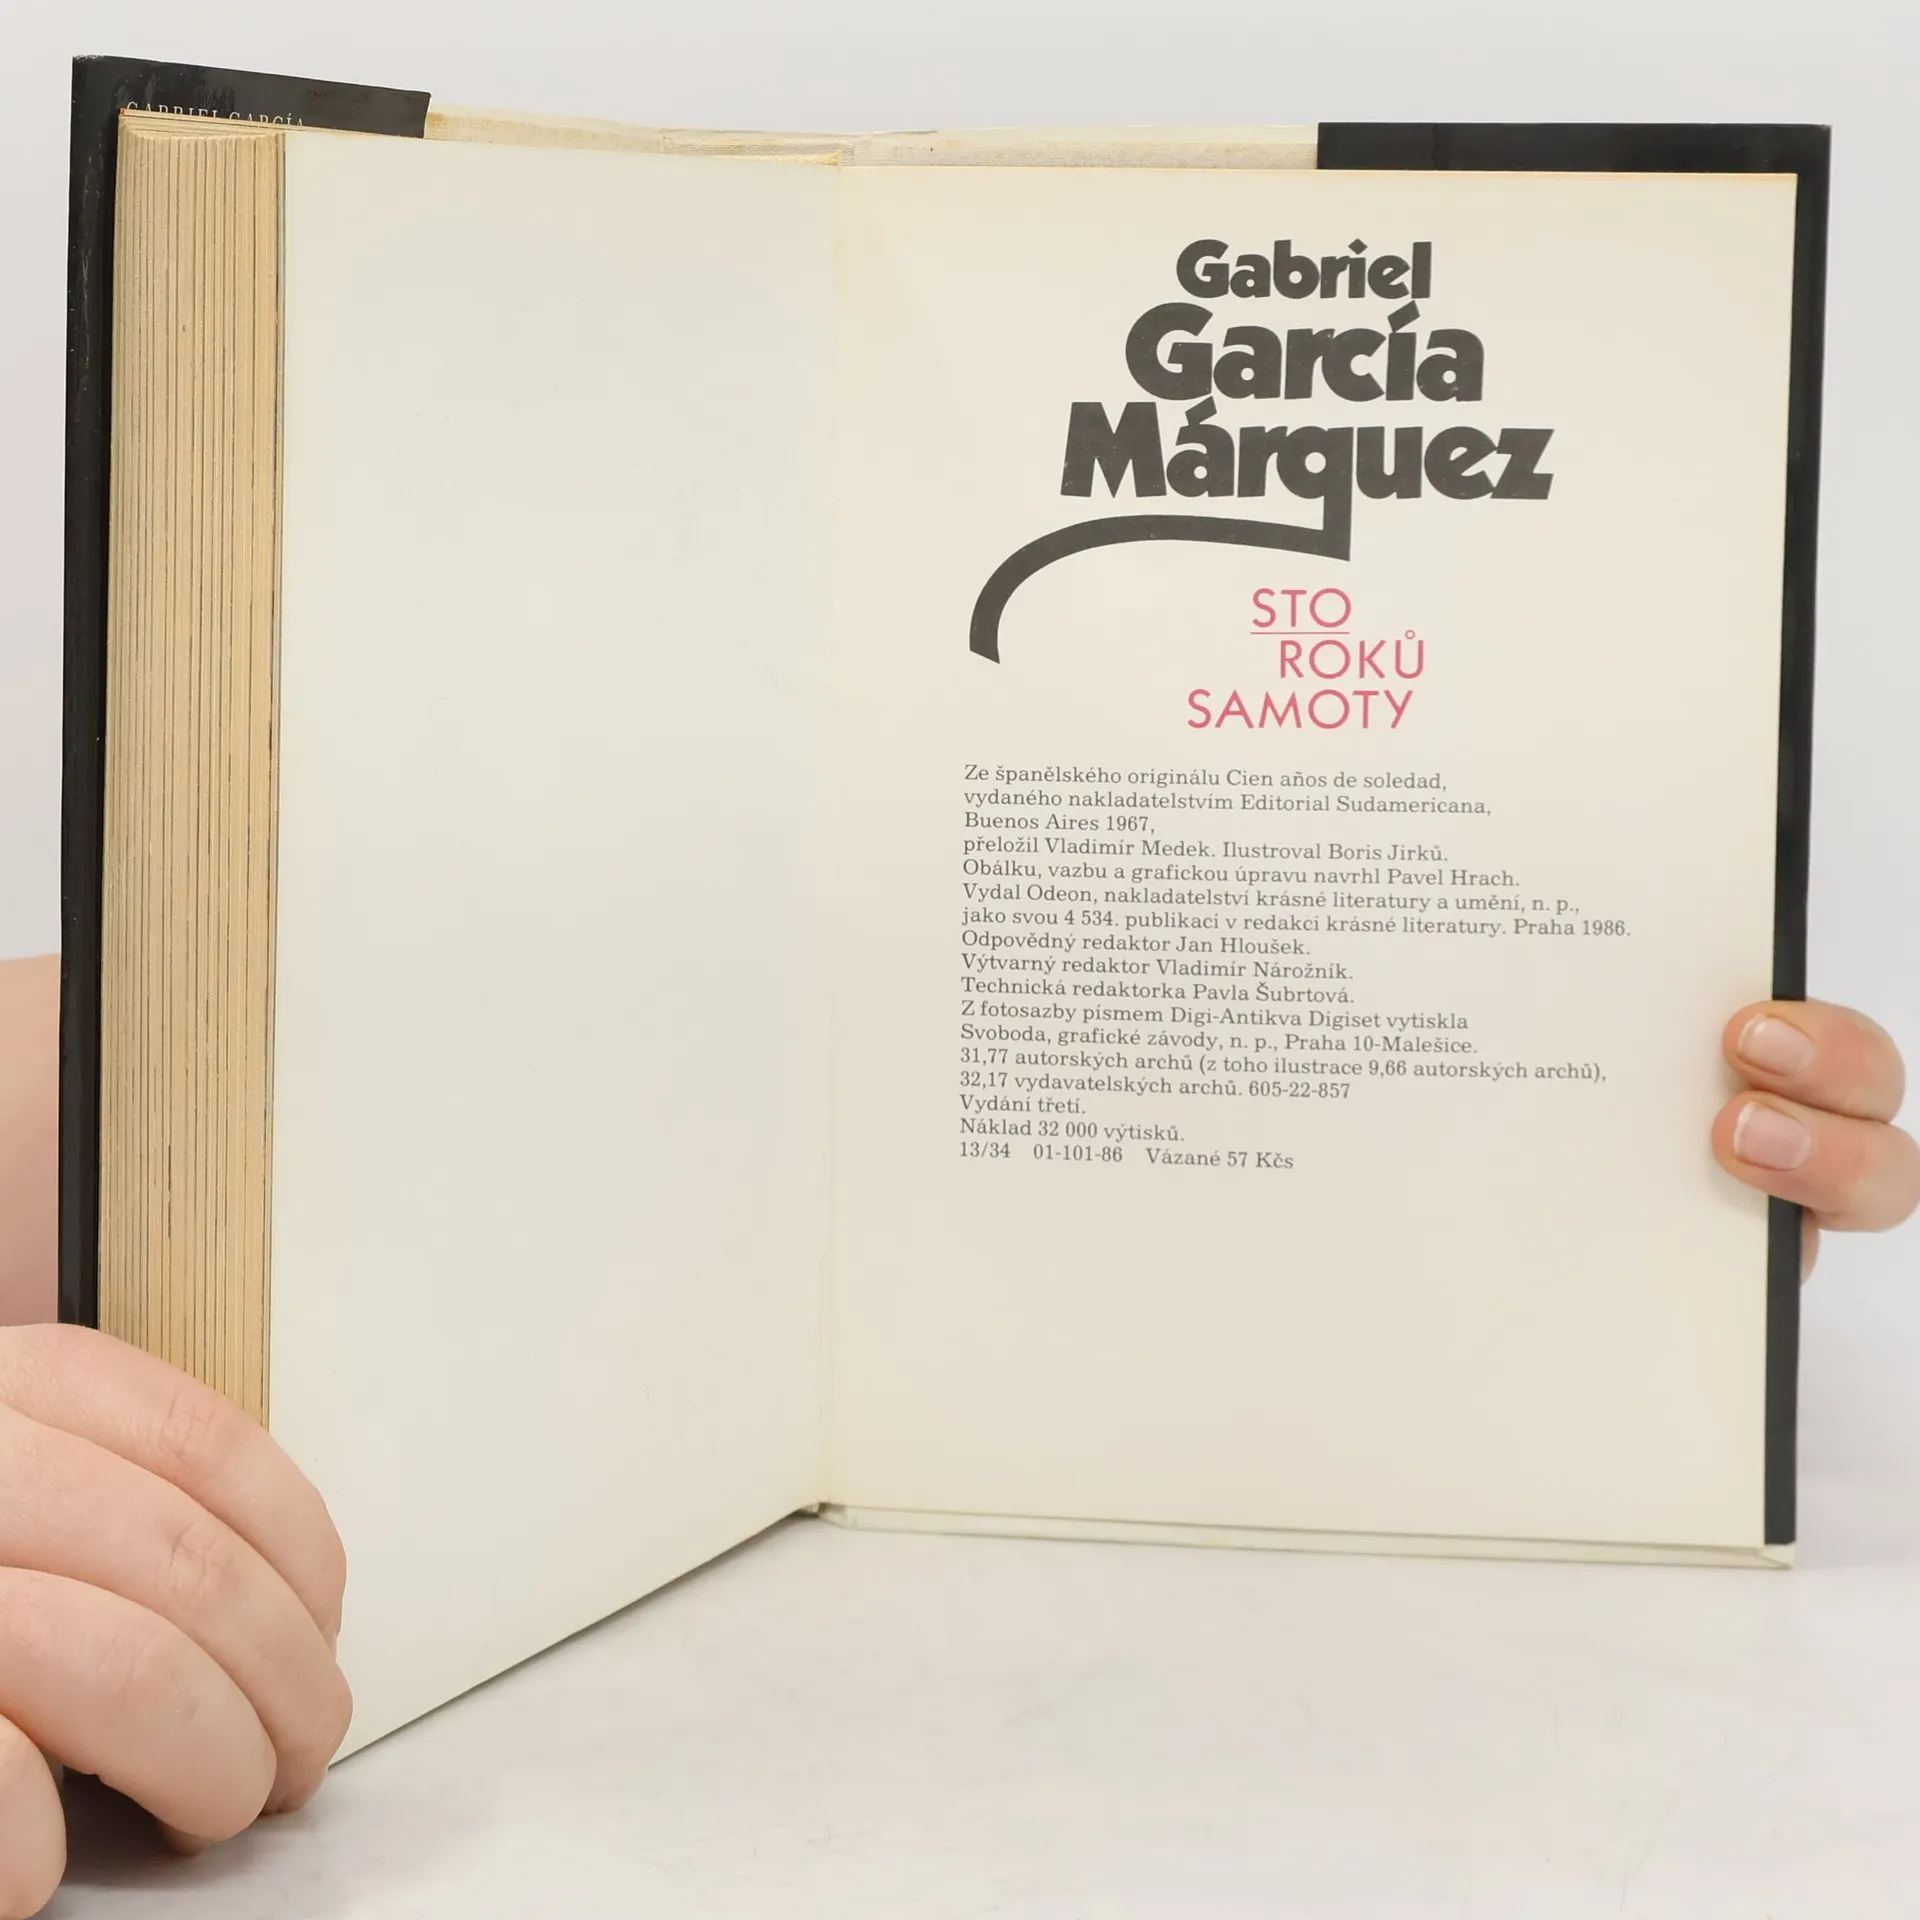 GABRIEL GARCÍA
Gabriel
García
Márquez
STO
ROKŮ
SAMOTY
Ze španělského originálu Cien años de soledad,
vydaného nakladatelstvím Editorial Sudamericana,
Buenos Aires 1967,
přeložil Vladimír Medek. Ilustroval Boris Jirků.
Obálku, vazbu a grafickou úpravu navrhl Pavel Hrach.
Vydal Odeon, nakladatelství krásné literatury a umění, n. p.,
jako svou 4 534. publikaci v redakci krásné literatury. Praha 1986.
Odpovědný redaktor Jan Hloušek.
Výtvarný redaktor Vladimír Nárožník.
Technická redaktorka Pavla Šubrtová.
Z fotosazby písmem Digi-Antikva Digiset vytiskla
Svoboda, grafické závody, n. p., Praha 10-Malešice.
31,77 autorských archů (z toho ilustrace 9,66 autorských archů),
32,17 vydavatelských archů. 605-22-857
Vydání třetí.
Náklad 32 000 výtisků.
13/34 01-101-86 Vázané 57 Kčs